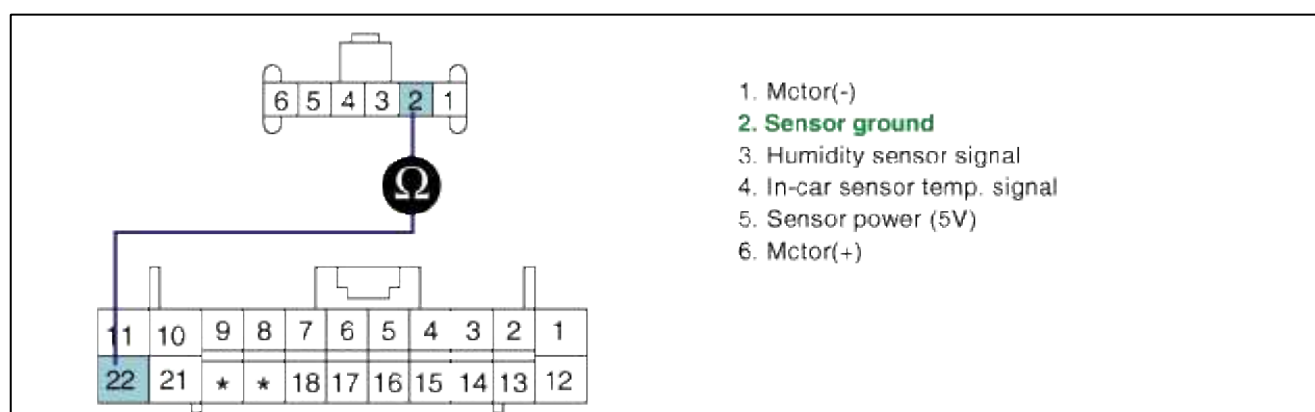 6 5 4 3 2 1
1. Motor(-)
2. Sensor ground
3. Humidity sensor signal
4. In-car sensor temp. signal
5. Sensor power (5V)
6. Motor(+)
Ω
11 10 9 8 7 6 5 4 3 2 1
22 21 * * 18 17 16 15 14 13 12